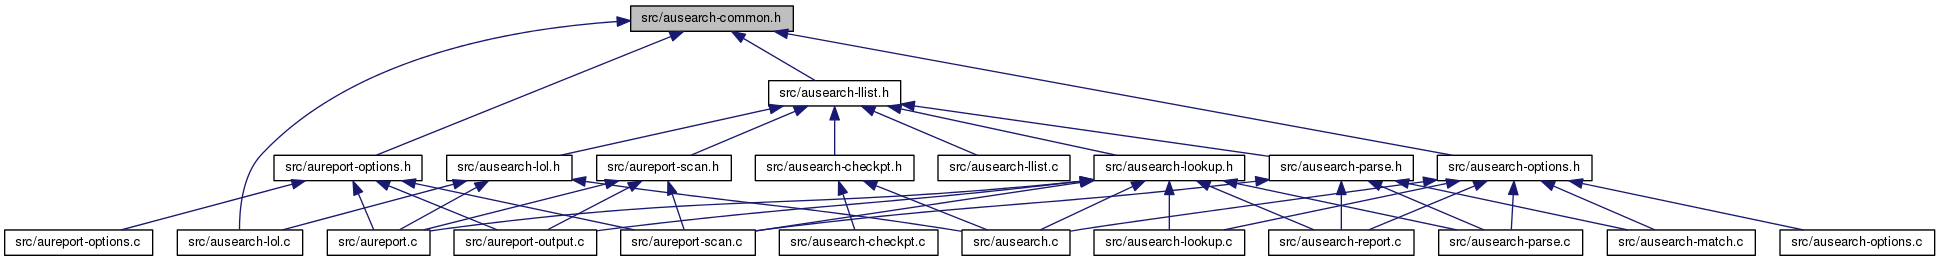 src/ausearch-common.h
src/ausearch-llist.h
src/aureport-options.h
src/ausearch-lol.h
src/aureport-scan.h
src/ausearch-checkpt.h
src/ausearch-llist.c
src/ausearch-lookup.h
src/ausearch-parse.h
src/ausearch-options.h
src/aureport-options.c
src/ausearch-lol.c
src/aureport.c
src/aureport-output.c
src/aureport-scan.c
src/ausearch-checkpt.c
src/ausearch.c
src/ausearch-lookup.c
src/ausearch-report.c
src/ausearch-parse.c
src/ausearch-match.c
src/ausearch-options.c